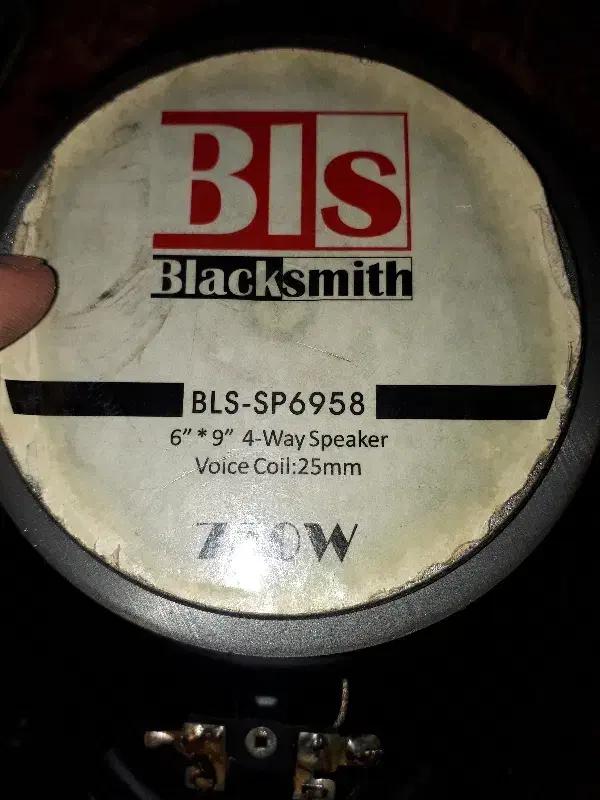 Bls
Blacksmith
BLS-SP6958
6"*9" 4-Way Speaker
Voice Coil:25mm